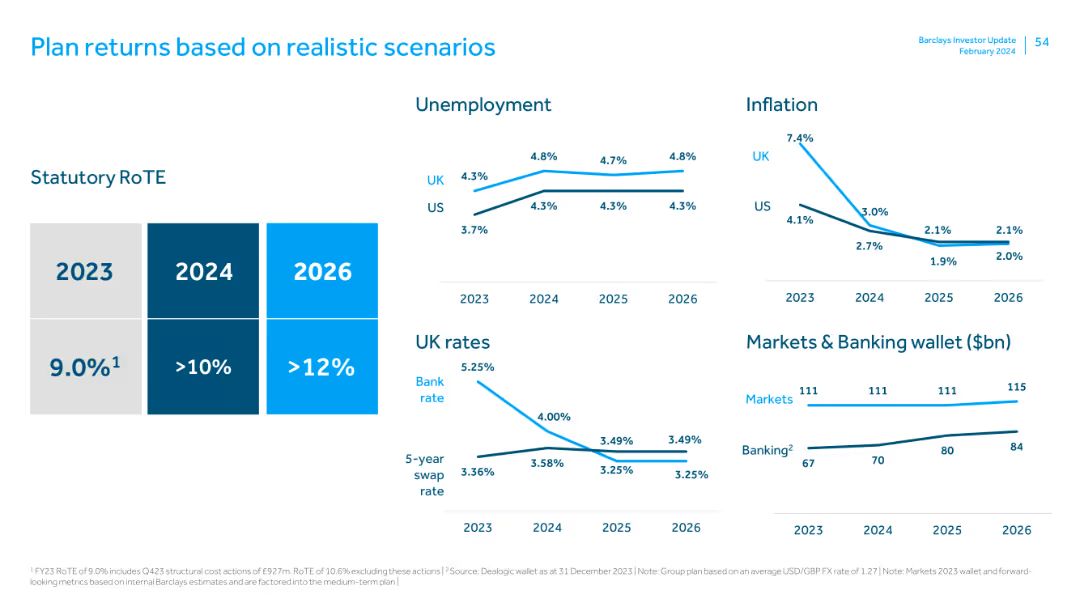 Plan returns based on realistic scenarios
Barclays Investor Update
February 2024
54
Statutory RoTE
2023
2024
2026
9.0%¹
>10%
>12%
Unemployment
UK
US
4.3%
4.8%
4.7%
4.8%
3.7%
4.3%
4.3%
4.3%
2023 2024 2025 2026
Inflation
UK
US
7.4%
3.0%
1.9%
2.0%
4.1%
2.7%
2.1%
2.1%
2023 2024 2025 2026
UK rates
Bank
rate
5.25%
4.00%
3.25%
3.25%
5-year
swap
rate
3.36%
3.58%
3.49%
3.49%
2023 2024 2025 2026
Markets & Banking wallet ($bn)
Markets
111
111
111
115
Banking²
67
70
80
84
2023 2024 2025 2026
¹ FY23 RoTE of 9.0% includes Q423 structural cost actions of £927m. RoTE of 10.6% excluding these actions | ² Source: Dealogic wallet as at 31 December 2023 | Note: Group plan based on an average USD/GBP FX rate of 1.27 | Note: Markets 2023 wallet and forward-
looking metrics based on internal Barclays estimates and are factored into the medium-term plan |